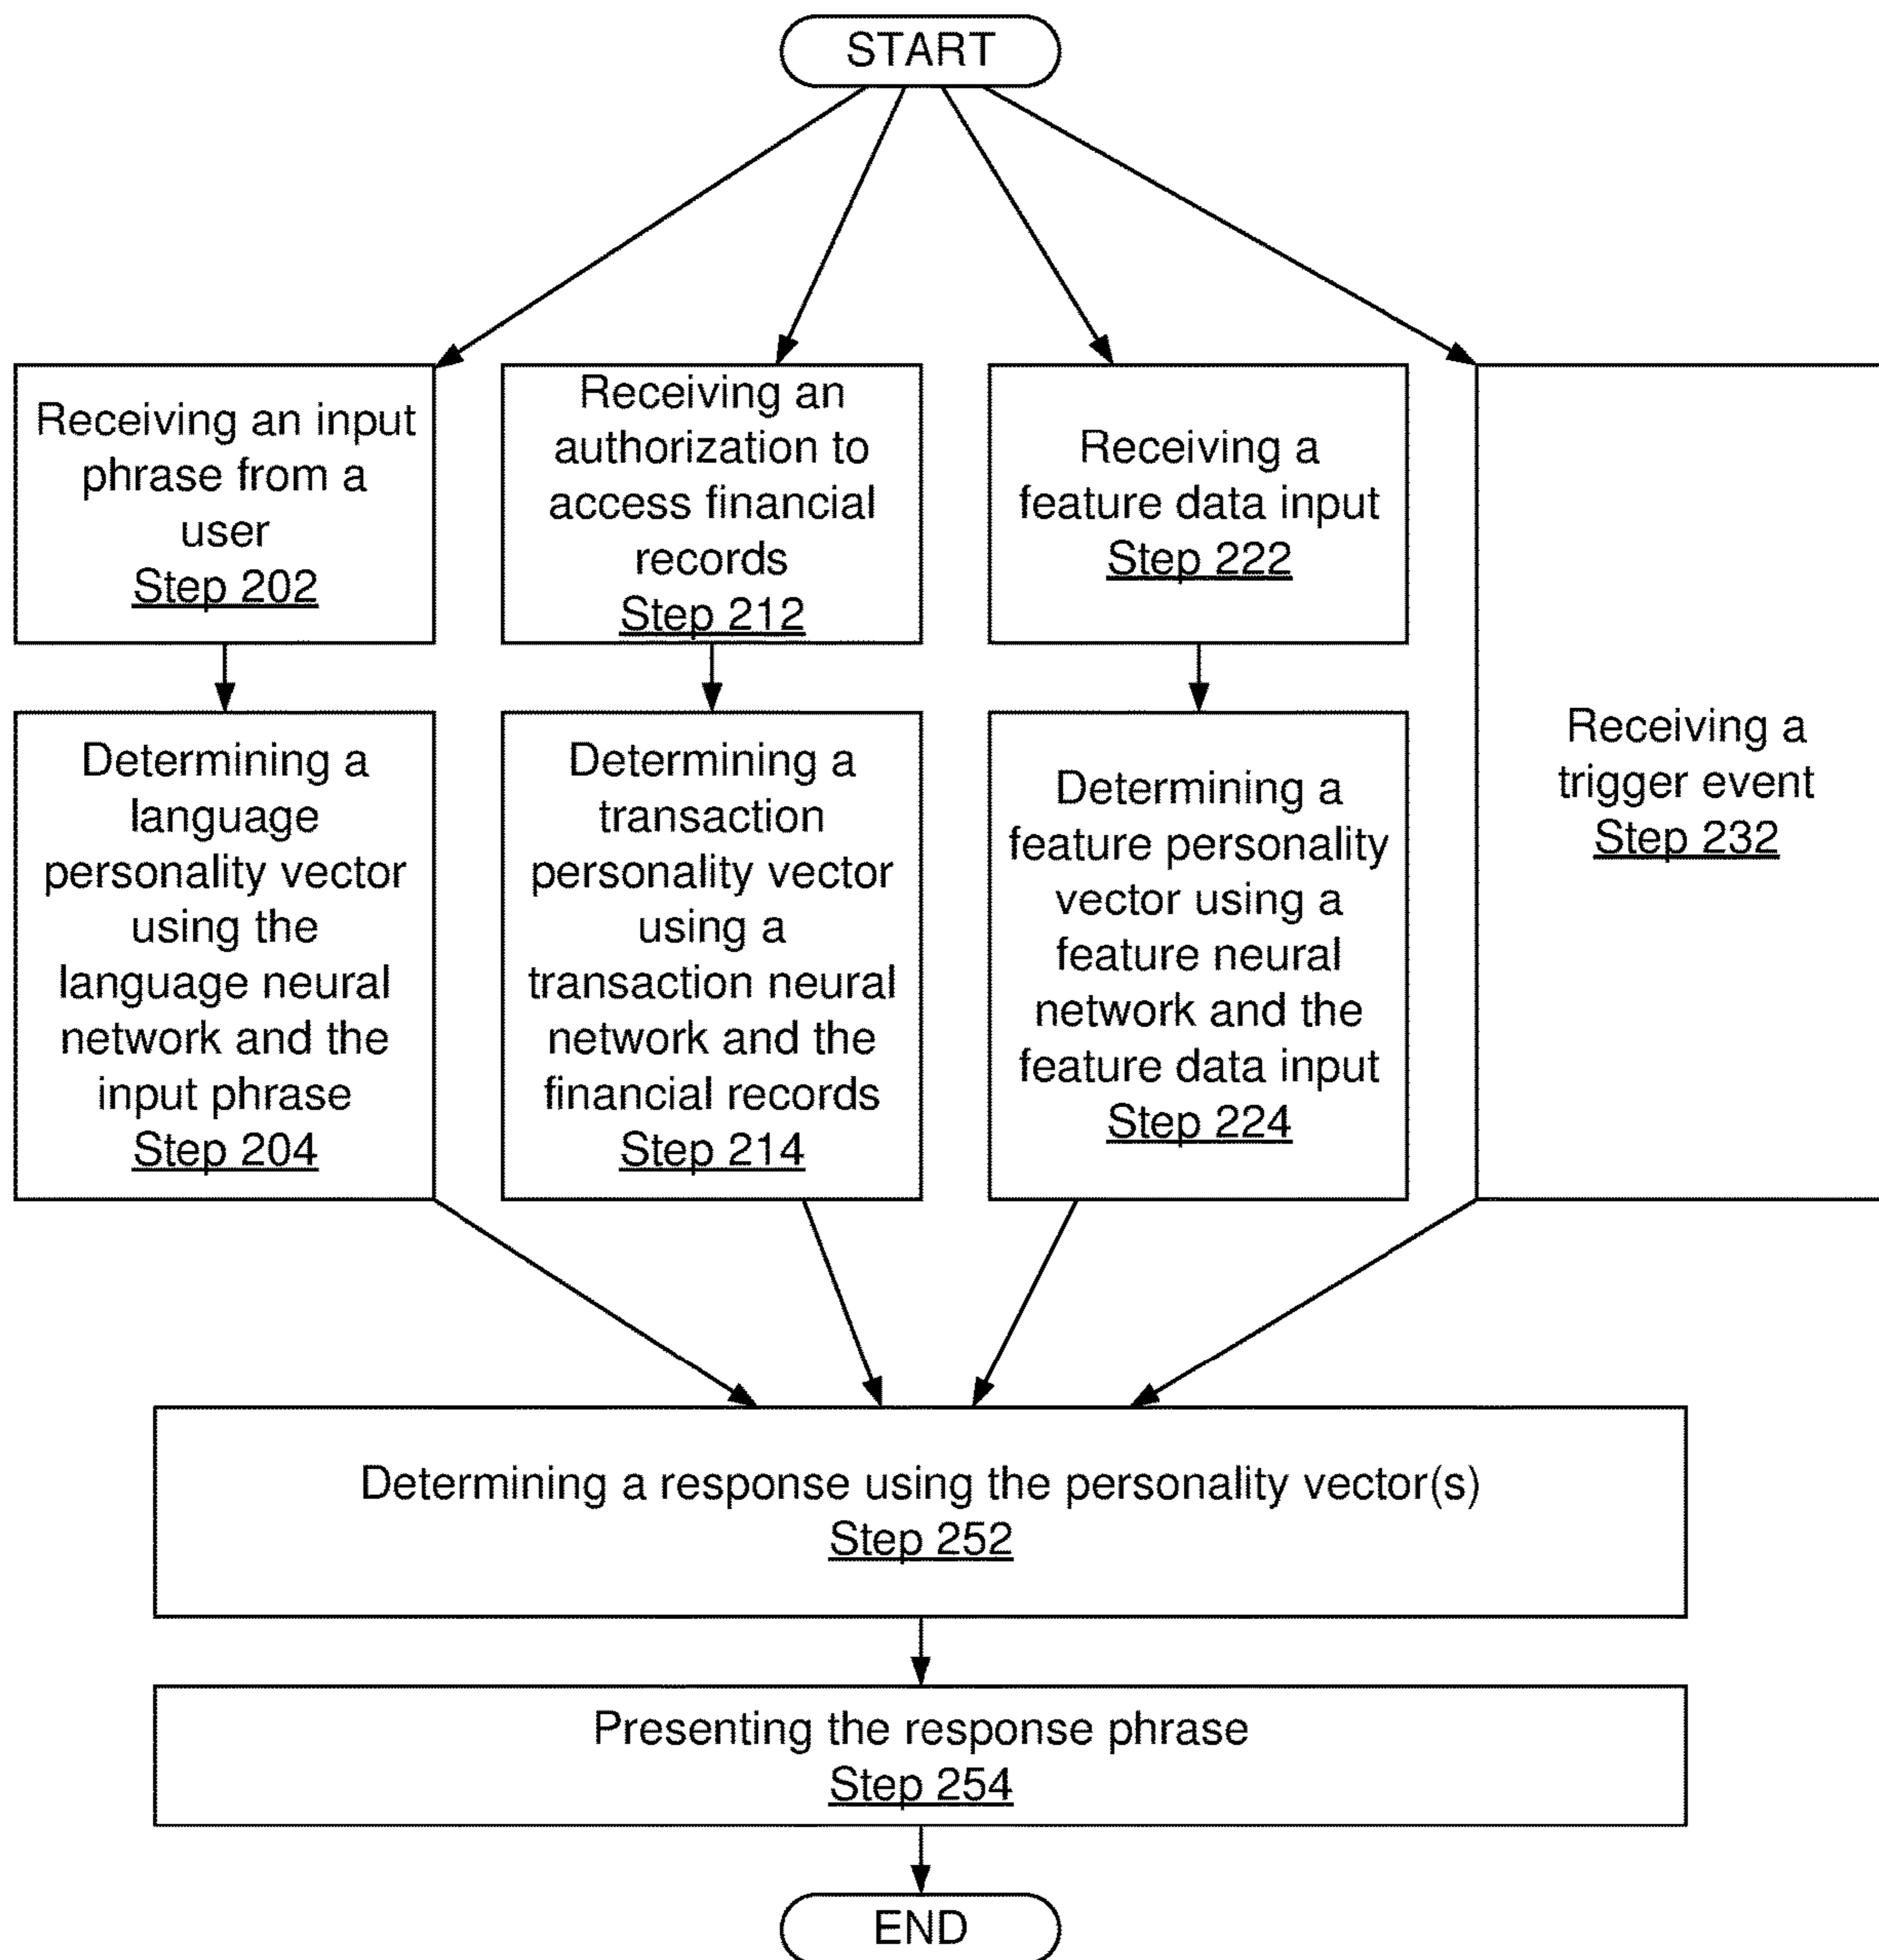 START
Receiving an input
phrase from a
user
Step 202
Receiving an
authorization to
access financial
records
Step 212
Receiving a
feature data input
Step 222
Receiving a
trigger event
Step 232
Determining a
language
personality vector
using the
language neural
network and the
input phrase
Step 204
Determining a
transaction
personality vector
using a
transaction neural
network and the
financial records
Step 214
Determining a
feature personality
vector using a
feature neural
network and the
feature data input
Step 224
Determining a response using the personality vector(s)
Step 252
Presenting the response phrase
Step 254
END